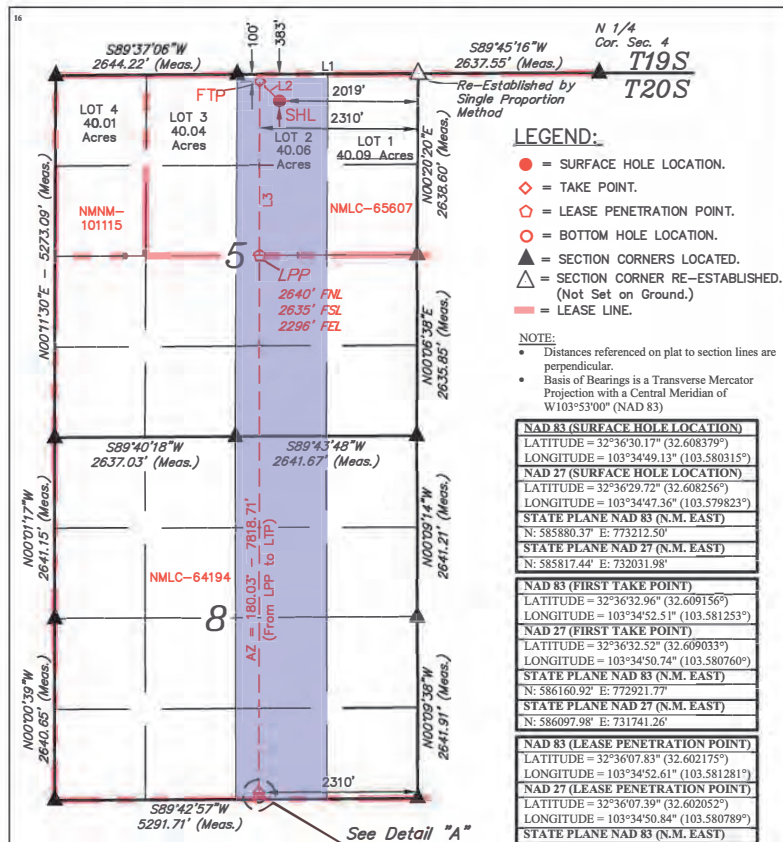 16
S89°37'06"W
2644.22' (Meas.)
100'
383'
L1
S89°45'16"W
2637.55' (Meas.)
N 1/4
Cor. Sec. 4
T19S
T20S
FTP
L2
2019'
SHL
2310'
Re-Established by
Single Proportion
Method
LOT 4
40.01
Acres
LOT 3
40.04
Acres
LOT 2
40.06
Acres
LOT 1
40.09 Acres
N00°20'20"E
2638.60' (Meas.)
NMNM-
101115
L3
NMLC-65607
5
LPP
2640' FNL
2635' FSL
2296' FEL
N00°11'30"E - 5273.09' (Meas.)
N00°06'38"E
2635.85' (Meas.)
S89°40'18"W
2637.03' (Meas.)
S89°43'48"W
2641.67' (Meas.)
N00°01'17"W
2641.15' (Meas.)
N00°09'14"W
2641.21' (Meas.)
NMLC-64194
AZ = 180.03° - 7818.71'
(From LPP to LTP)
8
N00°00'39"W
2640.65' (Meas.)
N00°09'38"W
2641.91' (Meas.)
2310'
S89°42'57"W
5291.71' (Meas.)
See Detail "A"
LEGEND:
= SURFACE HOLE LOCATION.
= TAKE POINT.
= LEASE PENETRATION POINT.
= BOTTOM HOLE LOCATION.
= SECTION CORNERS LOCATED.
= SECTION CORNER RE-ESTABLISHED.
(Not Set on Ground.)
= LEASE LINE.
NOTE:
• Distances referenced on plat to section lines are
perpendicular.
• Basis of Bearings is a Transverse Mercator
Projection with a Central Meridian of
W103°53'00" (NAD 83)
NAD 83 (SURFACE HOLE LOCATION)
LATITUDE = 32°36'30.17" (32.608379°)
LONGITUDE = 103°34'49.13" (103.580315°)
NAD 27 (SURFACE HOLE LOCATION)
LATITUDE = 32°36'29.72" (32.608256°)
LONGITUDE = 103°34'47.36" (103.579823°)
STATE PLANE NAD 83 (N.M. EAST)
N: 585880.37' E: 773212.50'
STATE PLANE NAD 27 (N.M. EAST)
N: 585817.44' E: 732031.98'
NAD 83 (FIRST TAKE POINT)
LATITUDE = 32°36'32.96" (32.609156°)
LONGITUDE = 103°34'52.51" (103.581253°)
NAD 27 (FIRST TAKE POINT)
LATITUDE = 32°36'32.52" (32.609033°)
LONGITUDE = 103°34'50.74" (103.580760°)
STATE PLANE NAD 83 (N.M. EAST)
N: 586160.92' E: 772921.77'
STATE PLANE NAD 27 (N.M. EAST)
N: 586097.98' E: 731741.26'
NAD 83 (LEASE PENETRATION POINT)
LATITUDE = 32°36'07.83" (32.602175°)
LONGITUDE = 103°34'52.61" (103.581281°)
NAD 27 (LEASE PENETRATION POINT)
LATITUDE = 32°36'07.39" (32.602052°)
LONGITUDE = 103°34'50.84" (103.580789°)
STATE PLANE NAD 83 (N.M. EAST)